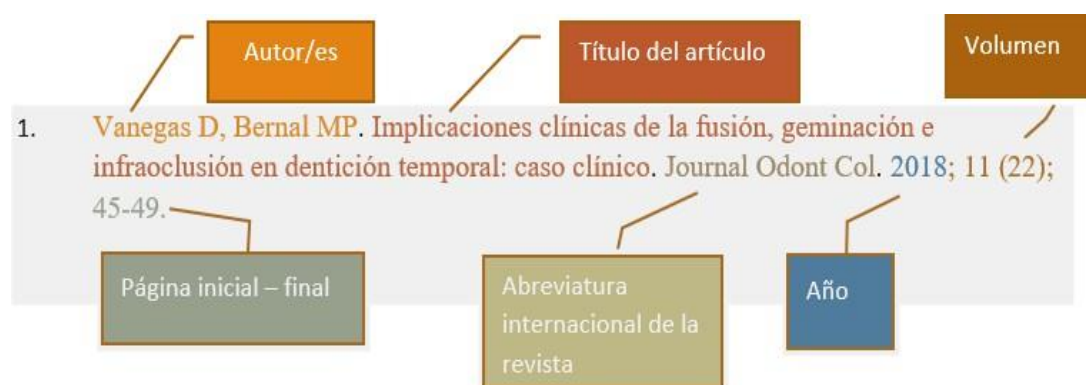 Autor/es
Título del artículo
Volumen
1. Vanegas D, Bernal MP. Implicaciones clínicas de la fusión, geminación e
infraoclusión en dentición temporal: caso clínico. Journal Odont Col. 2018; 11 (22);
45-49.
Página inicial – final
Abreviatura
internacional de la
revista
Año